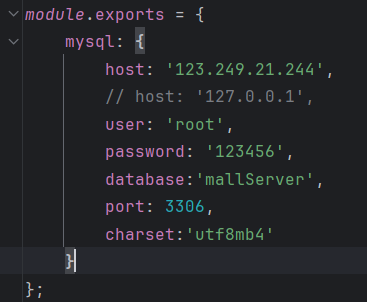 module.exports = {
    mysql: {
        host: '123.249.21.244',
        // host: '127.0.0.1',
        user: 'root',
        password: '123456',
        database:'mallServer',
        port: 3306,
        charset:'utf8mb4'
    }
};